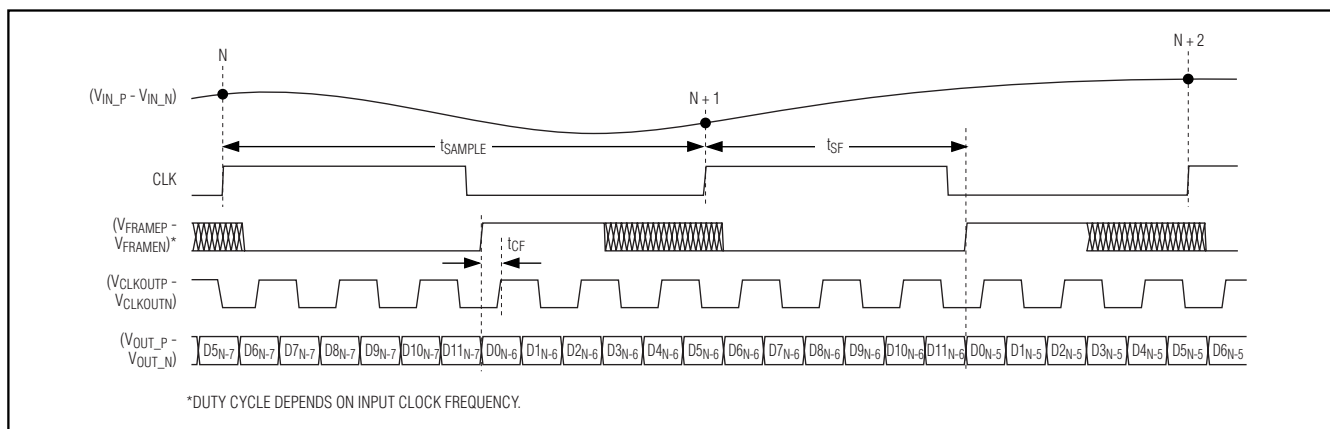 N
N + 2
(VIN_P - VIN_N)
N + 1
tSAMPLE
tSF
CLK
(VFRAMEP -
VFRAMEN)*
tCF
(VCLKOUTP -
VCLKOUTN)
(VOUT_P -
VOUT_N)
D5N-7 D6N-7 D7N-7 D8N-7 D9N-7 D10N-7 D11N-7 D0N-6 D1N-6 D2N-6 D3N-6 D4N-6 D5N-6 D6N-6 D7N-6 D8N-6 D9N-6 D10N-6 D11N-6 D0N-5 D1N-5 D2N-5 D3N-5 D4N-5 D5N-5 D6N-5
*DUTY CYCLE DEPENDS ON INPUT CLOCK FREQUENCY.